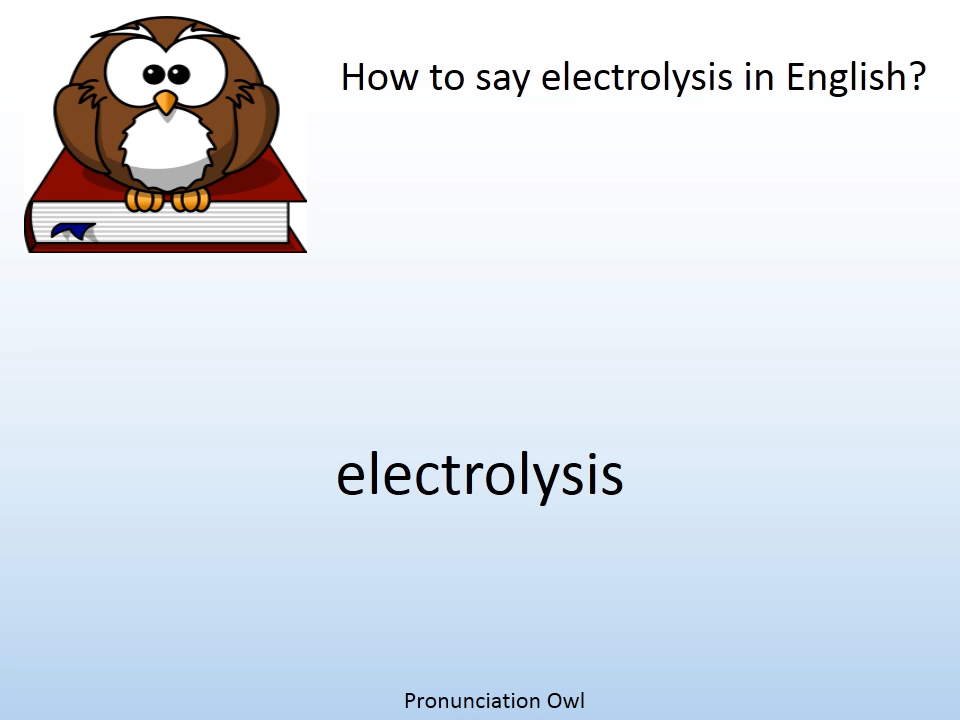 How to say electrolysis in English?
electrolysis
Pronunciation Owl